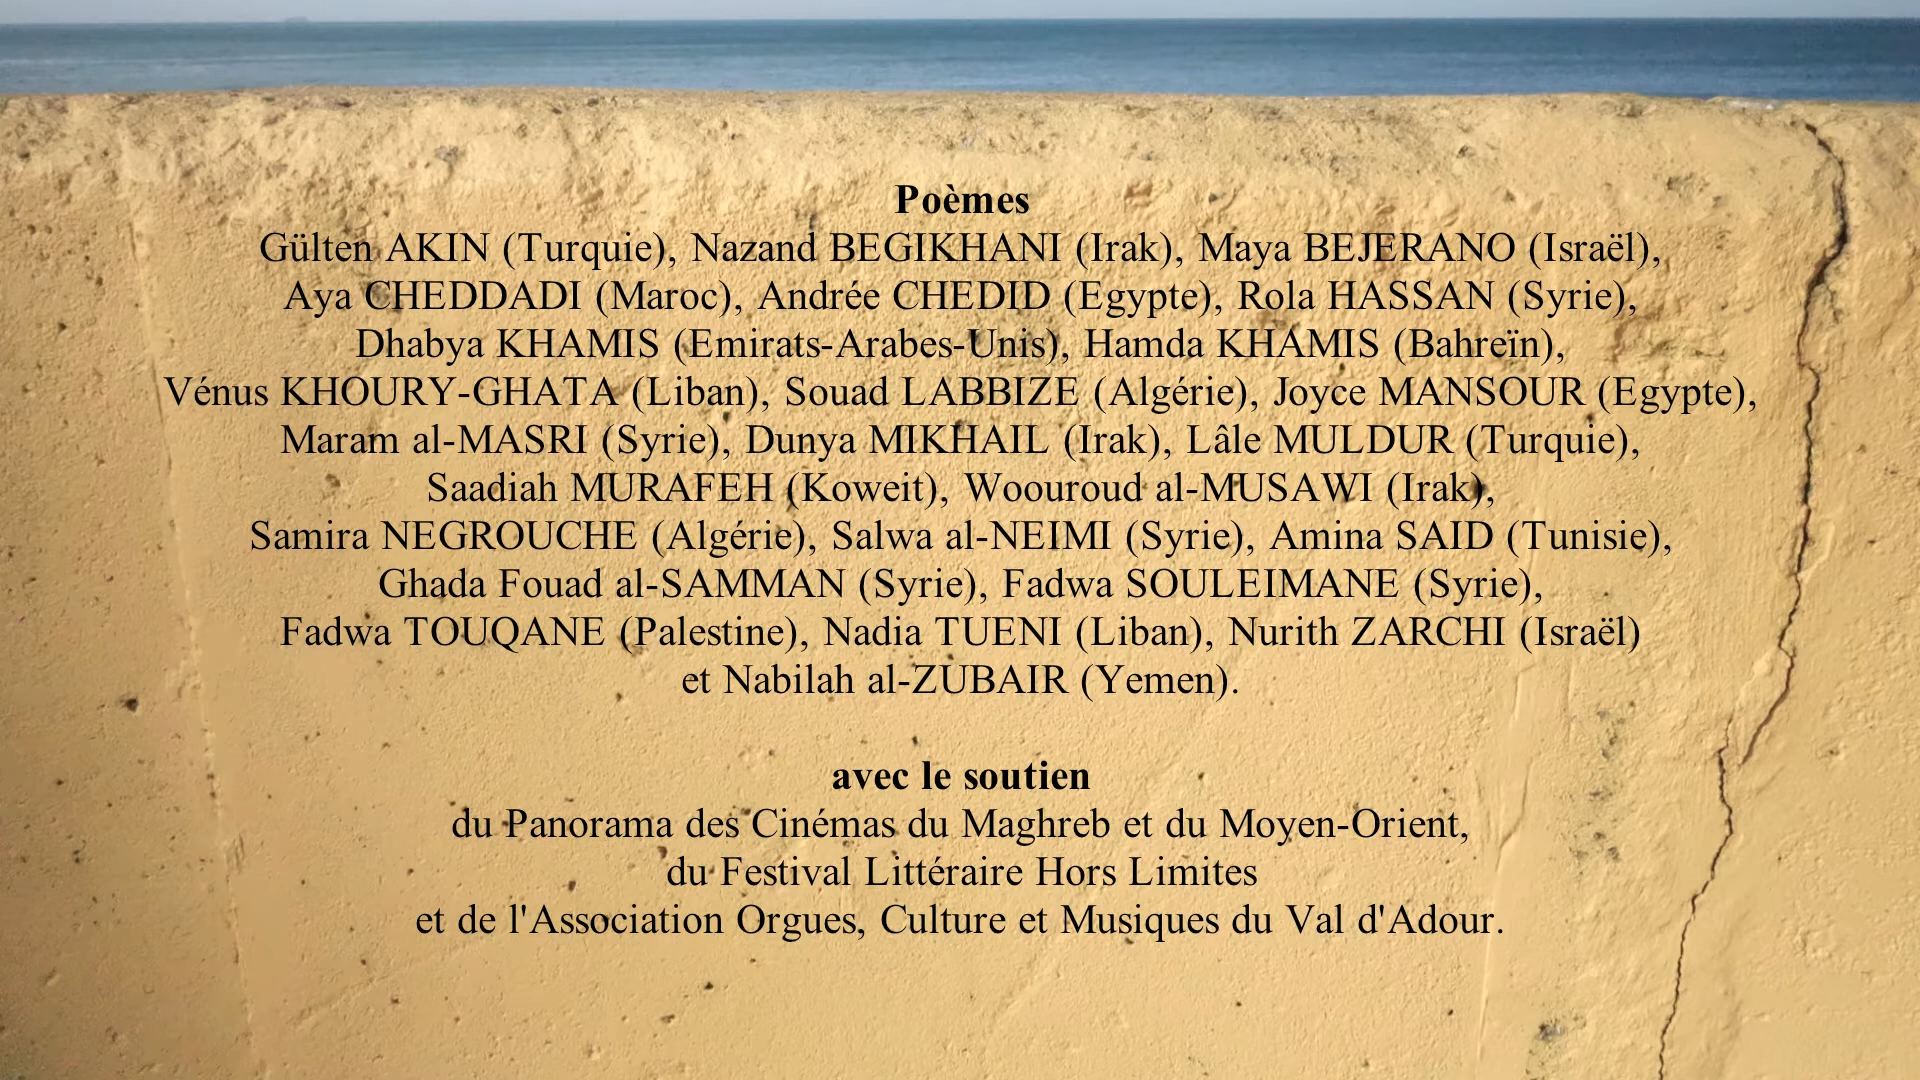 Poèmes
Gülten AKIN (Turquie), Nazand BEGIKHANI (Irak), Maya BEJERANO (Israël),
Aya CHEDDADI (Maroc), Andrée CHEDID (Egypte), Rola HASSAN (Syrie),
Dhabya KHAMIS (Emirats-Arabes-Unis), Hamda KHAMIS (Bahreïn),
Vénus KHOURY-GHATA (Liban), Souad LABBIZE (Algérie), Joyce MANSOUR (Egypte),
Maram al-MASRI (Syrie), Dunya MIKHAIL (Irak), Lâle MULDUR (Turquie),
Saadiah MURAFEH (Koweit), Woouroud al-MUSAWI (Irak),
Samira NEGROUCHE (Algérie), Salwa al-NEIMI (Syrie), Amina SAID (Tunisie),
Ghada Fouad al-SAMMAN (Syrie), Fadwa SOULEIMANE (Syrie),
Fadwa TOUQANE (Palestine), Nadia TUENI (Liban), Nurith ZARCHI (Israël)
et Nabilah al-ZUBAIR (Yemen).
avec le soutien
du Panorama des Cinémas du Maghreb et du Moyen-Orient,
du Festival Littéraire Hors Limites
et de l'Association Orgues, Culture et Musiques du Val d'Adour.